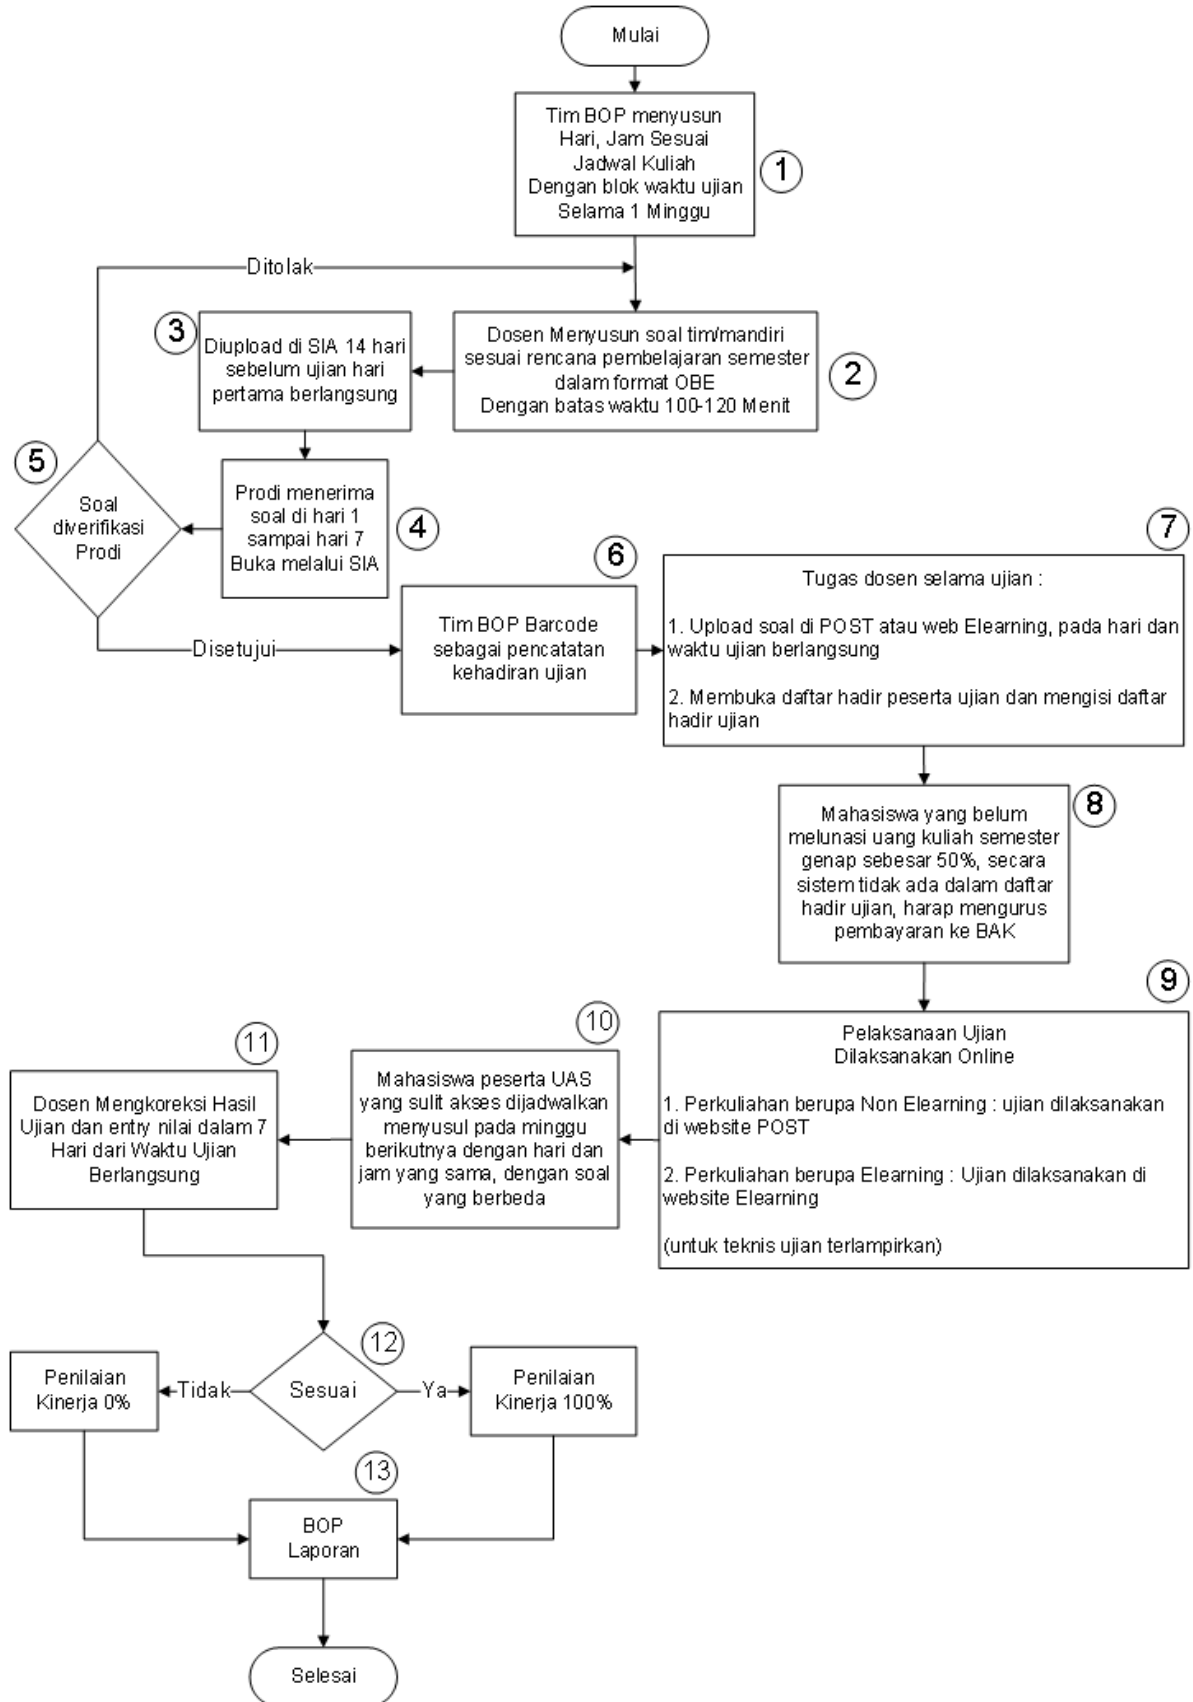 Mulai
Tim BOP menyusun
Hari, Jam Sesuai
Jadwal Kuliah
Dengan blok waktu ujian
Selama 1 Minggu
1
Ditolak
Dosen Menyusun soal tim/mandiri
sesuai rencana pembelajaran semester
dalam format OBE
Dengan batas waktu 100-120 Menit
2
3
Diupload di SIA 14 hari
sebelum ujian hari
pertama berlangsung
Prodi menerima
soal di hari 1
sampai hari 7
Buka melalui SIA
4
5
Soal
diverifikasi
Prodi
Disetujui
6
Tim BOP Barcode
sebagai pencatatan
kehadiran ujian
7
Tugas dosen selama ujian :
1. Upload soal di POST atau web Elearning, pada hari dan
waktu ujian berlangsung
2. Membuka daftar hadir peserta ujian dan mengisi daftar
hadir ujian
8
Mahasiswa yang belum
melunasi uang kuliah semester
genap sebesar 50%, secara
sistem tidak ada dalam daftar
hadir ujian, harap mengurus
pembayaran ke BAK
9
Pelaksanaan Ujian
Dilaksanakan Online
1. Perkuliahan berupa Non Elearning : ujian dilaksanakan
di website POST
2. Perkuliahan berupa Elearning : Ujian dilaksanakan di
website Elearning
(untuk teknis ujian terlampirkan)
10
Mahasiswa peserta UAS
yang sulit akses dijadwalkan
menyusul pada minggu
berikutnya dengan hari dan
jam yang sama, dengan soal
yang berbeda
11
Dosen Mengkoreksi Hasil
Ujian dan entry nilai dalam 7
Hari dari Waktu Ujian
Berlangsung
12
Sesuai
Tidak
Penilaian
Kinerja 0%
Ya
Penilaian
Kinerja 100%
13
BOP
Laporan
Selesai